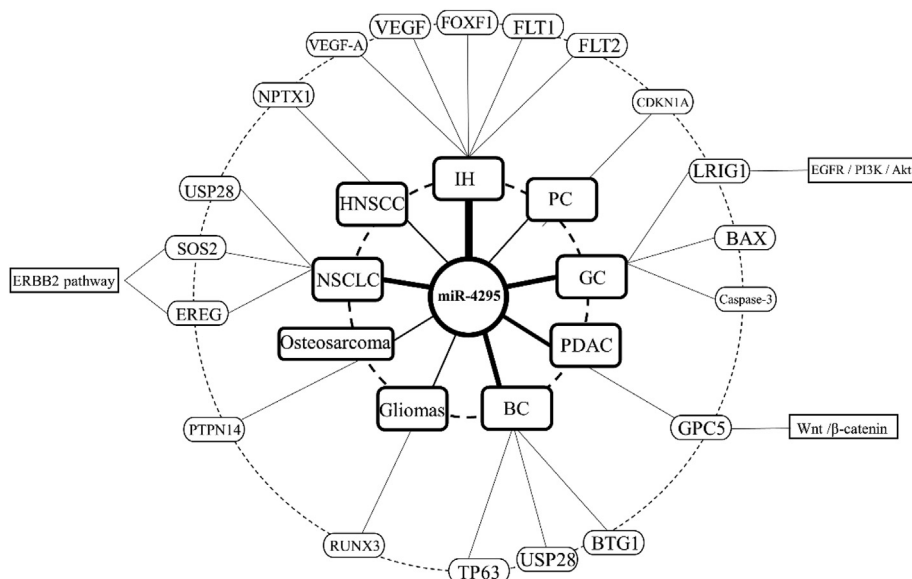 FOXF1
VEGF
FLT1
VEGF-A
FLT2
NPTX1
CDKN1A
IH
LRIG1
EGFR / PI3K / Akt
USP28
HNSCC
PC
SOS2
BAX
ERBB2 pathway
NSCLC
miR-4295
GC
EREG
Caspase-3
Osteosarcoma
PDAC
Gliomas
BC
PTPN14
GPC5
Wnt /β-catenin
RUNX3
BTG1
USP28
TP63